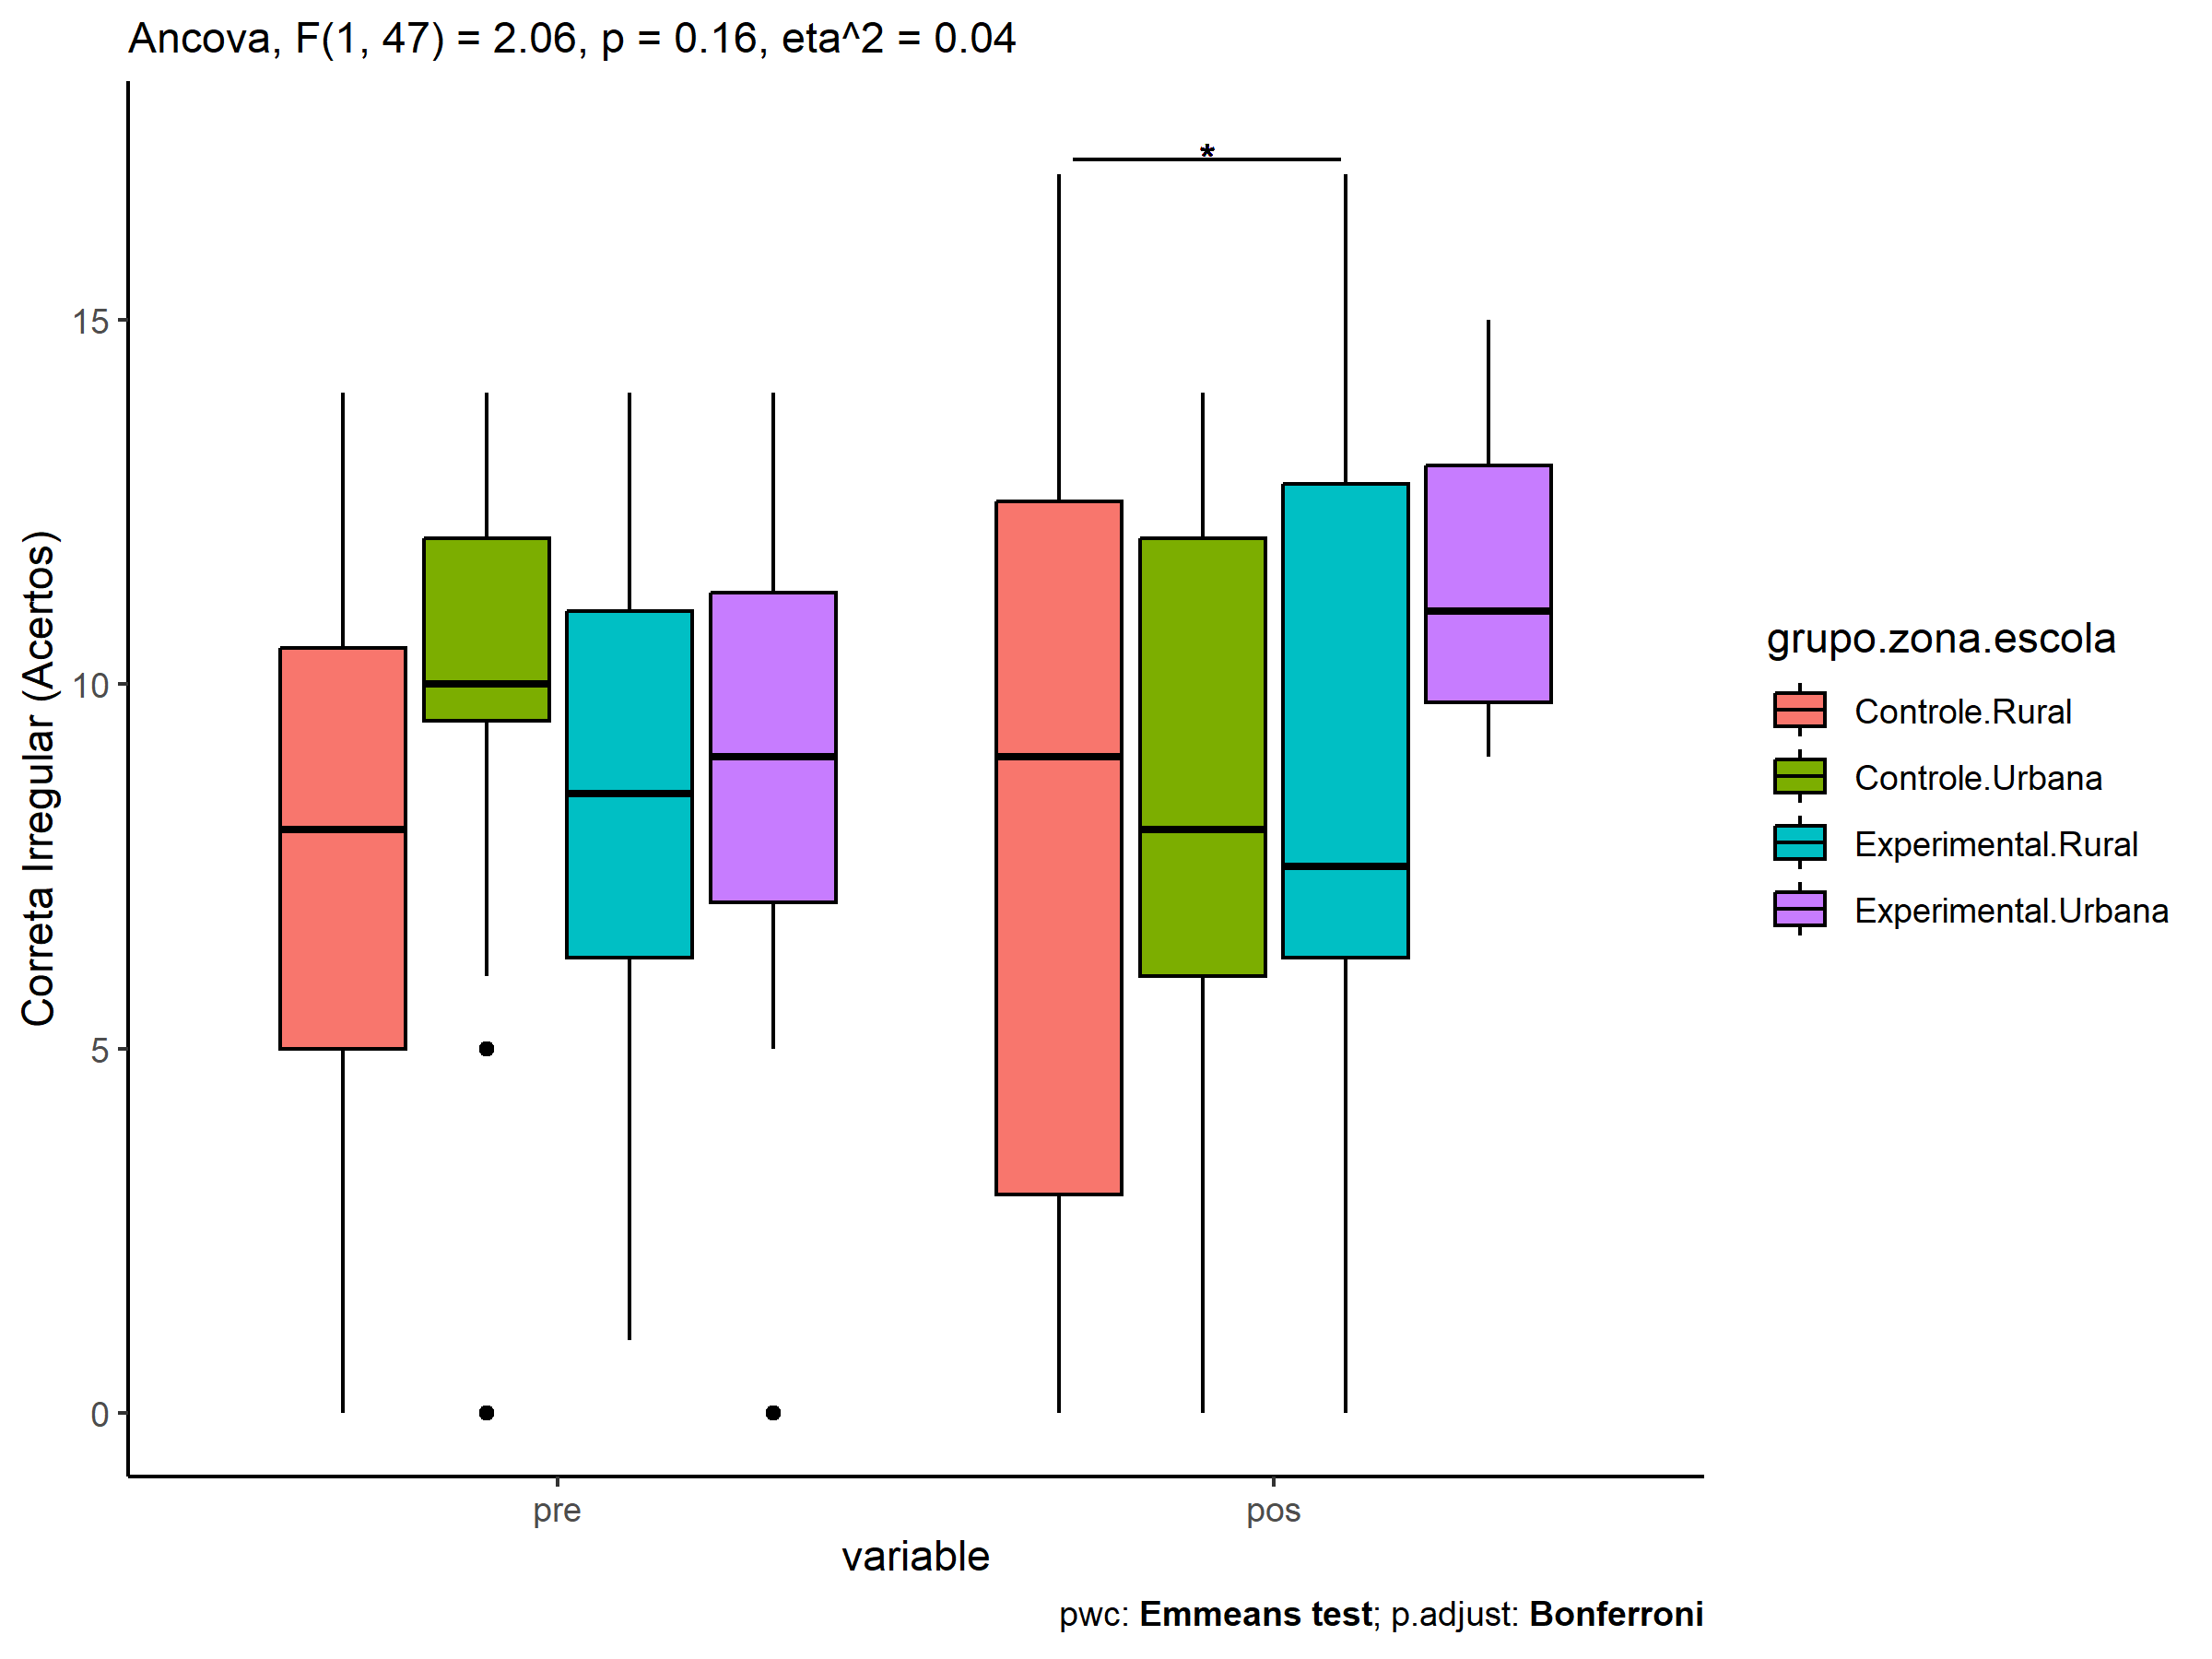 Ancova, F(1, 47) = 2.06, p = 0.16, eta^2 = 0.04
*
15
10
5
0
Correta Irregular (Acertos)
pre
pos
variable
pwc: Emmeans test; p.adjust: Bonferroni
grupo.zona.escola
Controle.Rural
Controle.Urbana
Experimental.Rural
Experimental.Urbana